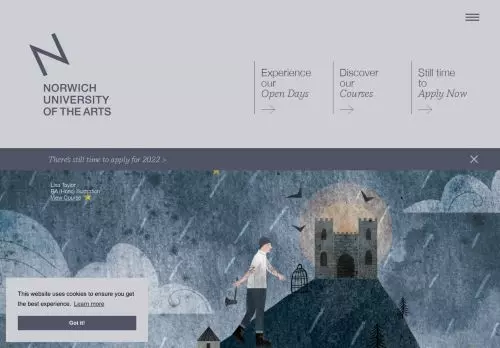 NORWICH
UNIVERSITY
OF THE ARTS
Experience
our
Open Days
Discover
our
Courses
Still time
to
Apply Now
There's still time to apply for 2022 >
Lisa Taylor
BA (Hons) Illustration
View Course
This website uses cookies to ensure you get
the best experience. Learn more
Got it!